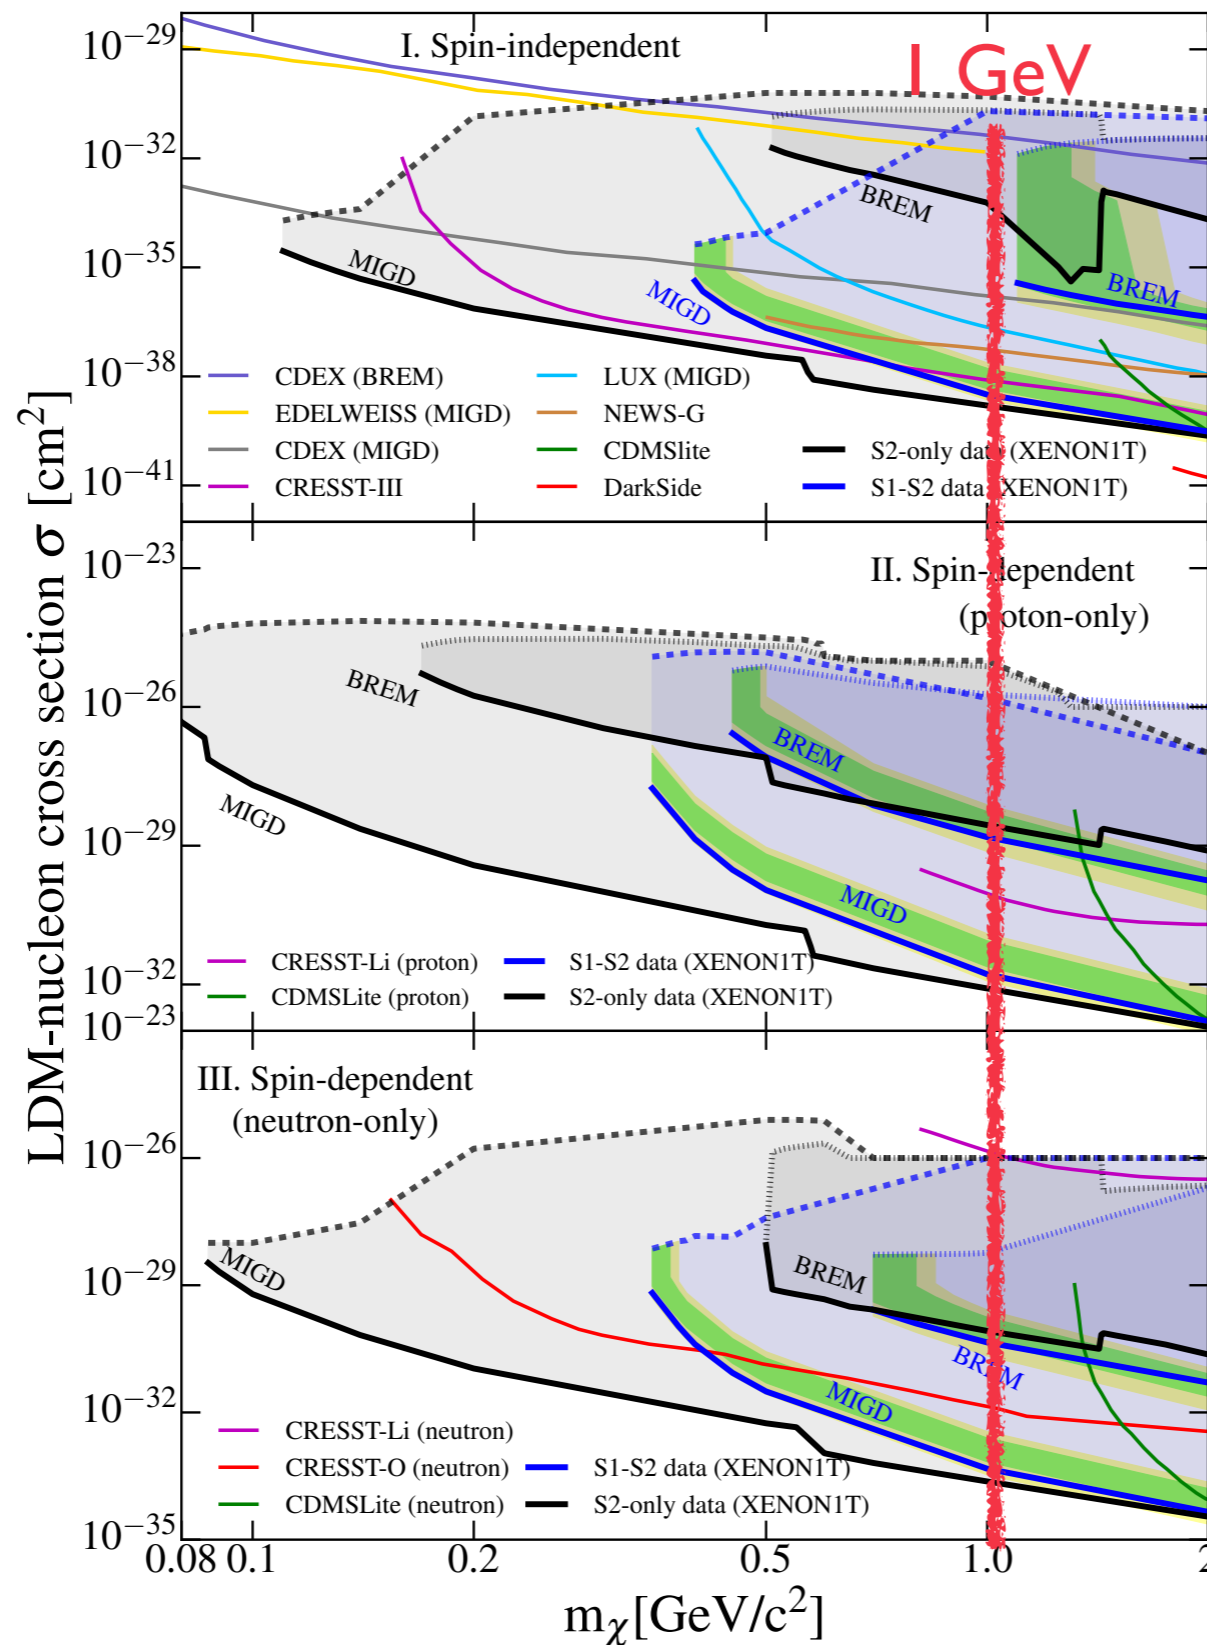 LDM-nucleon cross section σ [cm²]
10⁻²⁹
10⁻³²
10⁻³⁵
10⁻³⁸
10⁻⁴¹
I. Spin-independent
I GeV
BREM
MIGD
MIGD
BREM
CDEX (BREM)
EDELWEISS (MIGD)
CDEX (MIGD)
CRESST-III
LUX (MIGD)
NEWS-G
CDMSlite
DarkSide
S2-only data (XENON1T)
S1-S2 data (XENON1T)
10⁻²³
10⁻²⁶
10⁻²⁹
10⁻³²
II. Spin-dependent
(proton-only)
BREM
BREM
MIGD
MIGD
CRESST-Li (proton)
CDMSLite (proton)
S1-S2 data (XENON1T)
S2-only data (XENON1T)
10⁻²³
10⁻²⁶
10⁻²⁹
10⁻³²
10⁻³⁵
III. Spin-dependent
(neutron-only)
MIGD
BREM
BREM
MIGD
CRESST-Li (neutron)
CRESST-O (neutron)
CDMSLite (neutron)
S1-S2 data (XENON1T)
S2-only data (XENON1T)
0.08 0.1 0.2 0.5 1.0 2
mχ[GeV/c²]